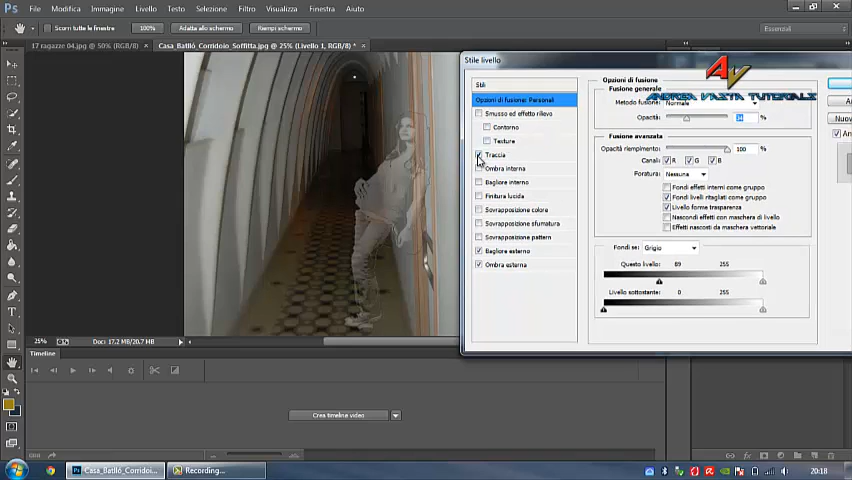 Ps File Modifica Immagine Livello Testo Selezione Filtro Visualizza Finestra Aiuto
Scorri tutte le finestre 100% Adatta allo schermo Riempi schermo Essenziali
17 ragazze 04.jpg @ 50% (RGB/8) × Casa_Batlló_Corridoio_Soffitta.jpg @ 25% (Livello 1, RGB/8) * ×
Stile livello
Stili
Opzioni di fusione: Personali
Smusso ed effetto rilievo
Contorno
Texture
Traccia
Ombra interna
Bagliore interno
Finitura lucida
Sovrapposizione colore
Sovrapposizione sfumatura
Sovrapposizione pattern
Bagliore esterno
Ombra esterna
Opzioni di fusione
Fusione generale
Metodo fusione: Normale
Opacità: %
ANDREA VASTA TUTORIALS
Nuov
Fusione avanzata
Opacità riempimento: 100 %
Canali: R G B
Foratura: Nessuna
Fondi effetti interni come gruppo
Fondi livelli ritagliati come gruppo
Livello forme trasparenza
Nascondi effetti con maschera di livello
Effetti nascosti da maschera vettoriale
Fondi se: Grigio
Questo livello: 89 255
Livello sottostante: 0 255
25% Doc: 17.2 MB/20.7 MB
Timeline
Crea timeline video
Casa_Batlló_Corridoi... Recording... 20:18